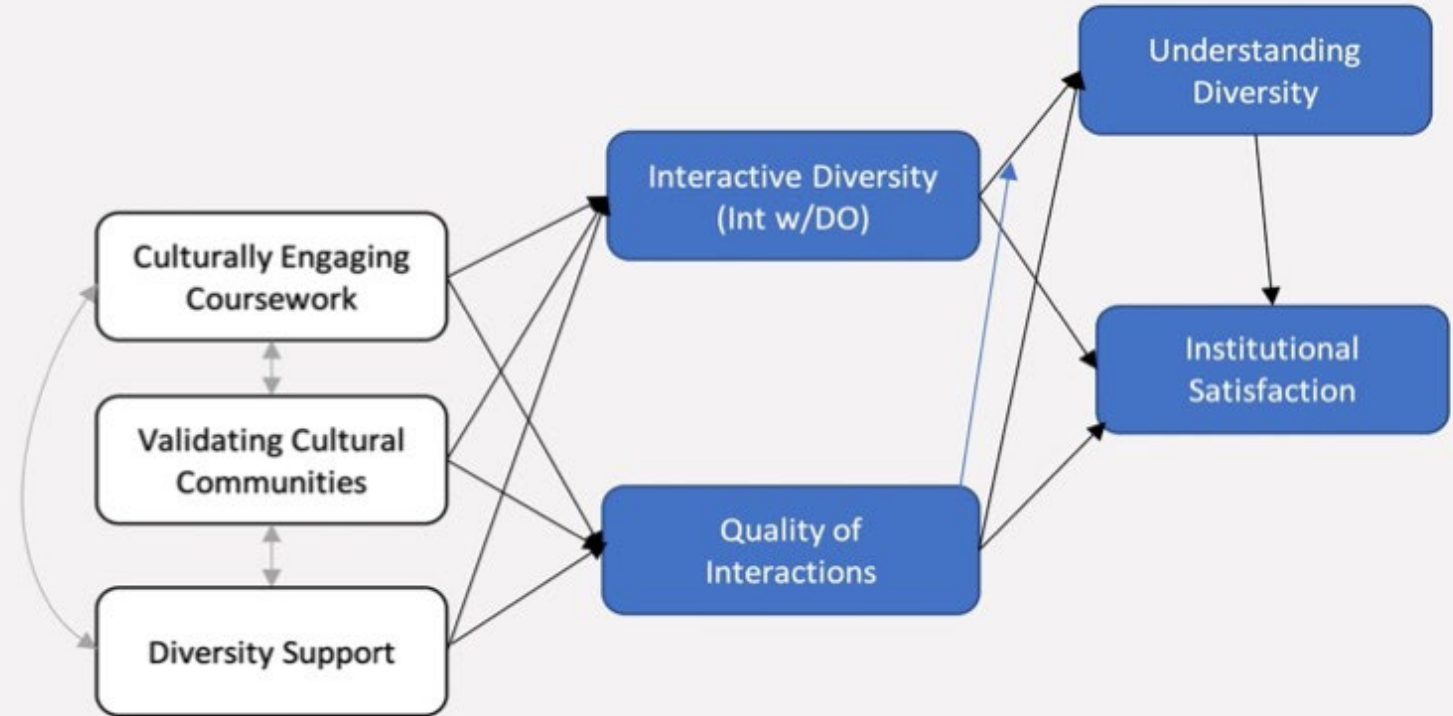 Culturally Engaging
Coursework
Validating Cultural
Communities
Diversity Support
Interactive Diversity
(Int w/DO)
Quality of
Interactions
Understanding
Diversity
Institutional
Satisfaction